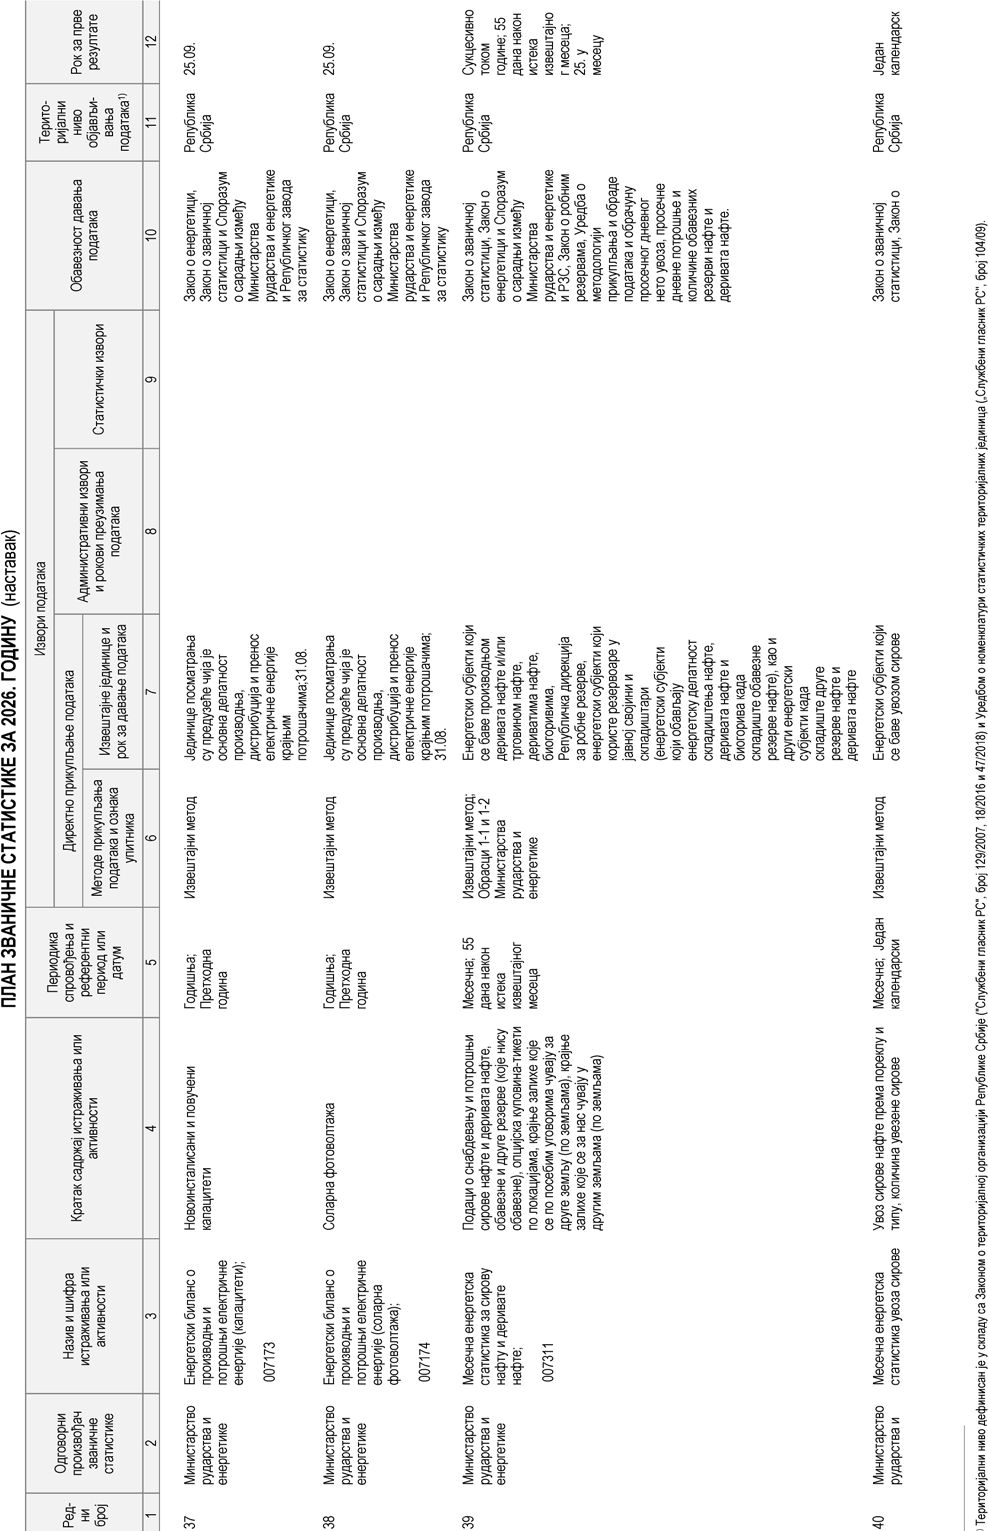 ПЛАН ЗВАНИЧНЕ СТАТИСТИКЕ ЗА 2026. ГОДИНУ (наставак)
Ред-
ни
број
Одговорни
произвођач
званичне
статистике
Назив и шифра
истраживања или
активности
Кратак садржај истраживања или
активности
Периодика
спровођења и
референтни
период или
датум
Извори података
Директно прикупљање података
Методе прикупљања
података и ознака
упитника
Извештајне јединице и
рок за давање података
Административни извори
и рокови преузимања
података
Статистички извори
Обавезност давања
података
Терито-
ријални
ниво
објављи-
вања
података1)
Рок за прве
резултате
1 2 3 4 5 6 7 8 9 10 11 12
37
Министарство
рударства и
енергетике
Енергетски биланс о
производњи и
потрошњи електричне
енергије (капацитети);
007173
Новоинсталисани и повучени
капацитети
Годишња;
Претходна
година
Извештајни метод
Јединице посматрања
су предузеће чија је
основна делатност
производња,
дистрибуција и пренос
електричне енергије
крајњим
потрошачима;31.08.
Закон о енергетици,
Закон о званичној
статистици и Споразум
о сарадњи између
Министарства
рударства и енергетике
и Републичког завода
за статистику
Република
Србија
25.09.
38
Министарство
рударства и
енергетике
Енергетски биланс о
производњи и
потрошњи електричне
енергије (соларна
фотоволтажа);
007174
Соларна фотоволтажа
Годишња;
Претходна
година
Извештајни метод
Јединице посматрања
су предузеће чија је
основна делатност
производња,
дистрибуција и пренос
електричне енергије
крајњим потрошачима;
31.08.
Закон о енергетици,
Закон о званичној
статистици и Споразум
о сарадњи између
Министарства
рударства и енергетике
и Републичког завода
за статистику
Република
Србија
25.09.
39
Министарство
рударства и
енергетике
Месечна енергетска
статистика за сирову
нафту и деривате
нафте;
007311
Подаци о снабдевању и потрошњи
сирове нафте и деривата нафте,
обавезне и друге резерве (које нису
обавезне), опцијска куповина-тикети
по локацијама, крајње залихе које
се по посебим уговорима чувају за
друге земљу (по земљама), крајње
залихе које се за нас чувају у
другим земљама (по земљама)
Месечна; 55
дана након
истека
извештајног
месеца
Извештајни метод;
Обрасци 1-1 и 1-2
Министарства
рударства и
енергетике
Енергетски субјекти који
се баве производњом
деривата нафте и/или
трговином нафте,
дериватима нафте,
биогоривима,
Републичка дирекција
за робне резерве,
енергетски субјекти који
користе резервоаре у
јавној својини и
складиштари
(енергетски субјекти
који обављају
енергетску делатност
складиштења нафте,
деривата нафте и
биогорива када
складиште обавезне
резерве нафте), као и
други енергетски
субјекти када
складиште друге
резерве нафте и
деривата нафте
Закон о званичној
статистици, Закон о
енергетици и Споразум
о сарадњи између
Министарства
рударства и енергетике
и РЗС, Закон о робним
резервама, Уредба о
методологији
прикупљања и обраде
података и обрачуну
просечног дневног
нето увоза, просечне
дневне потрошње и
количине обавезних
резерви нафте и
деривата нафте.
Република
Србија
Сукцесивно
током
године; 55
дана након
истека
извештајно
г месеца;
25. у
месецу
40
Министарство
рударства и
Месечна енергетска
статистика увоза сирове
Увоз сирове нафте према пореклу и
типу, количина увезене сирове
Месечна; Један
календарски
Извештајни метод
Енергетски субјекти који
се баве увозом сирове
Закон о званичној
статистици, Закон о
Република
Србија
Један
календарск
) Територијални ниво дефинисан је у складу са Законом о територијалној организацији Републике Србије ("Службени гласник РС", број 129/2007, 18/2016 и 47/2018) и Уредбом о номенклатури статистичких територијалних јединица („Службени гласник РС", број 104/09).